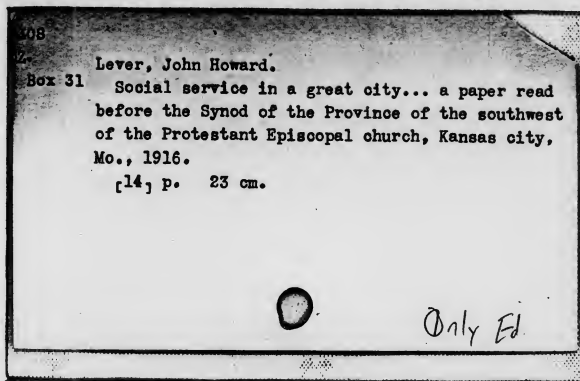 308
Z
Lever, John Howard.
Box 31 Social service in a great city... a paper read
before the Synod of the Province of the southwest
of the Protestant Episcopal church, Kansas city,
Mo., 1916.
[14] p. 23 cm.
Only Ed.